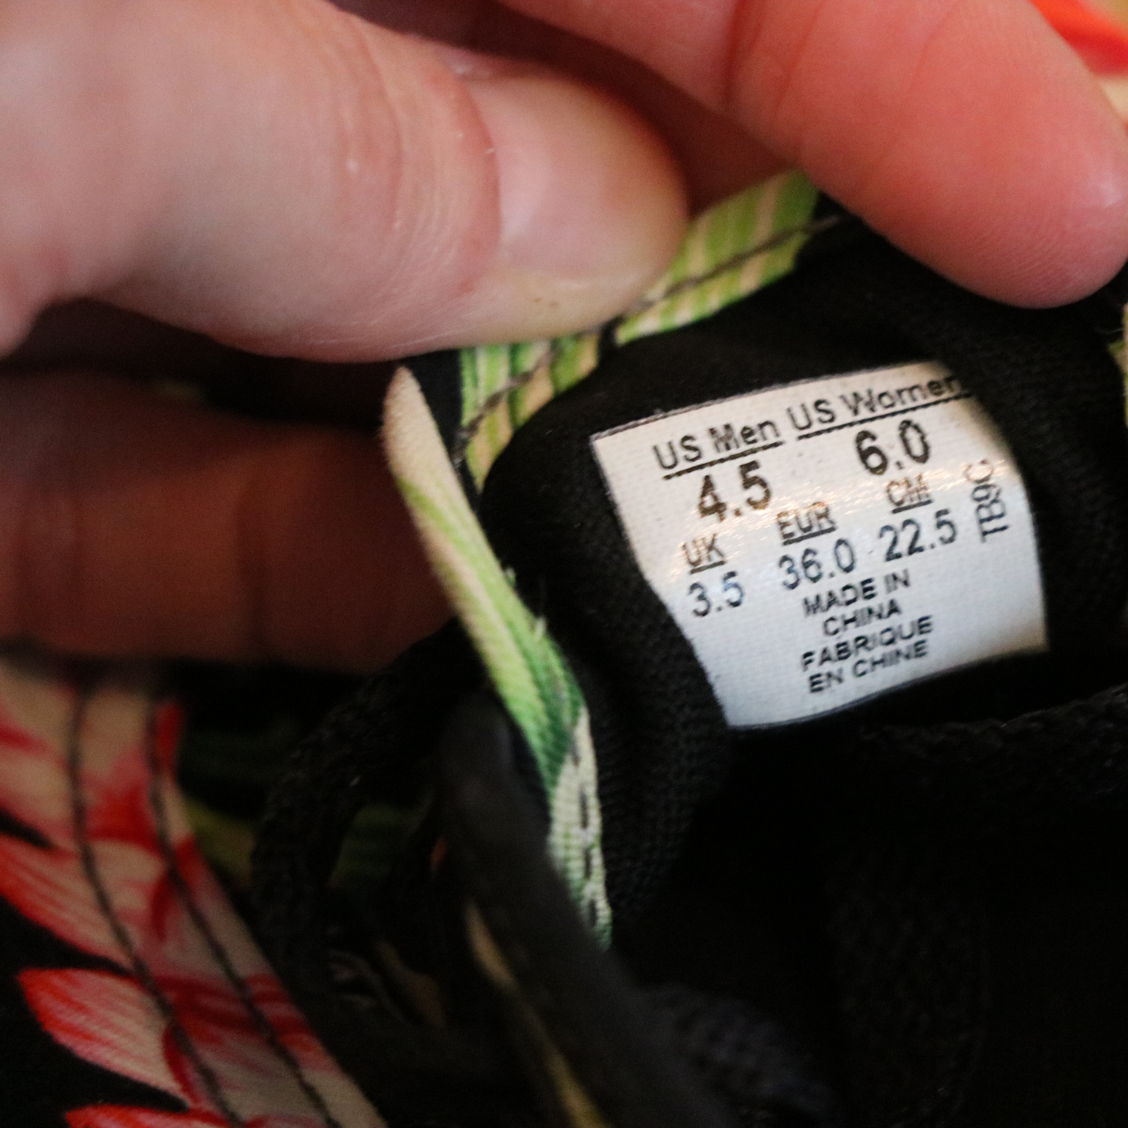 US Men US Women
4.5 6.0
UK EUR CM
3.5 36.0 22.5
TB9C
MADE IN
CHINA
FABRIQUE
EN CHINE